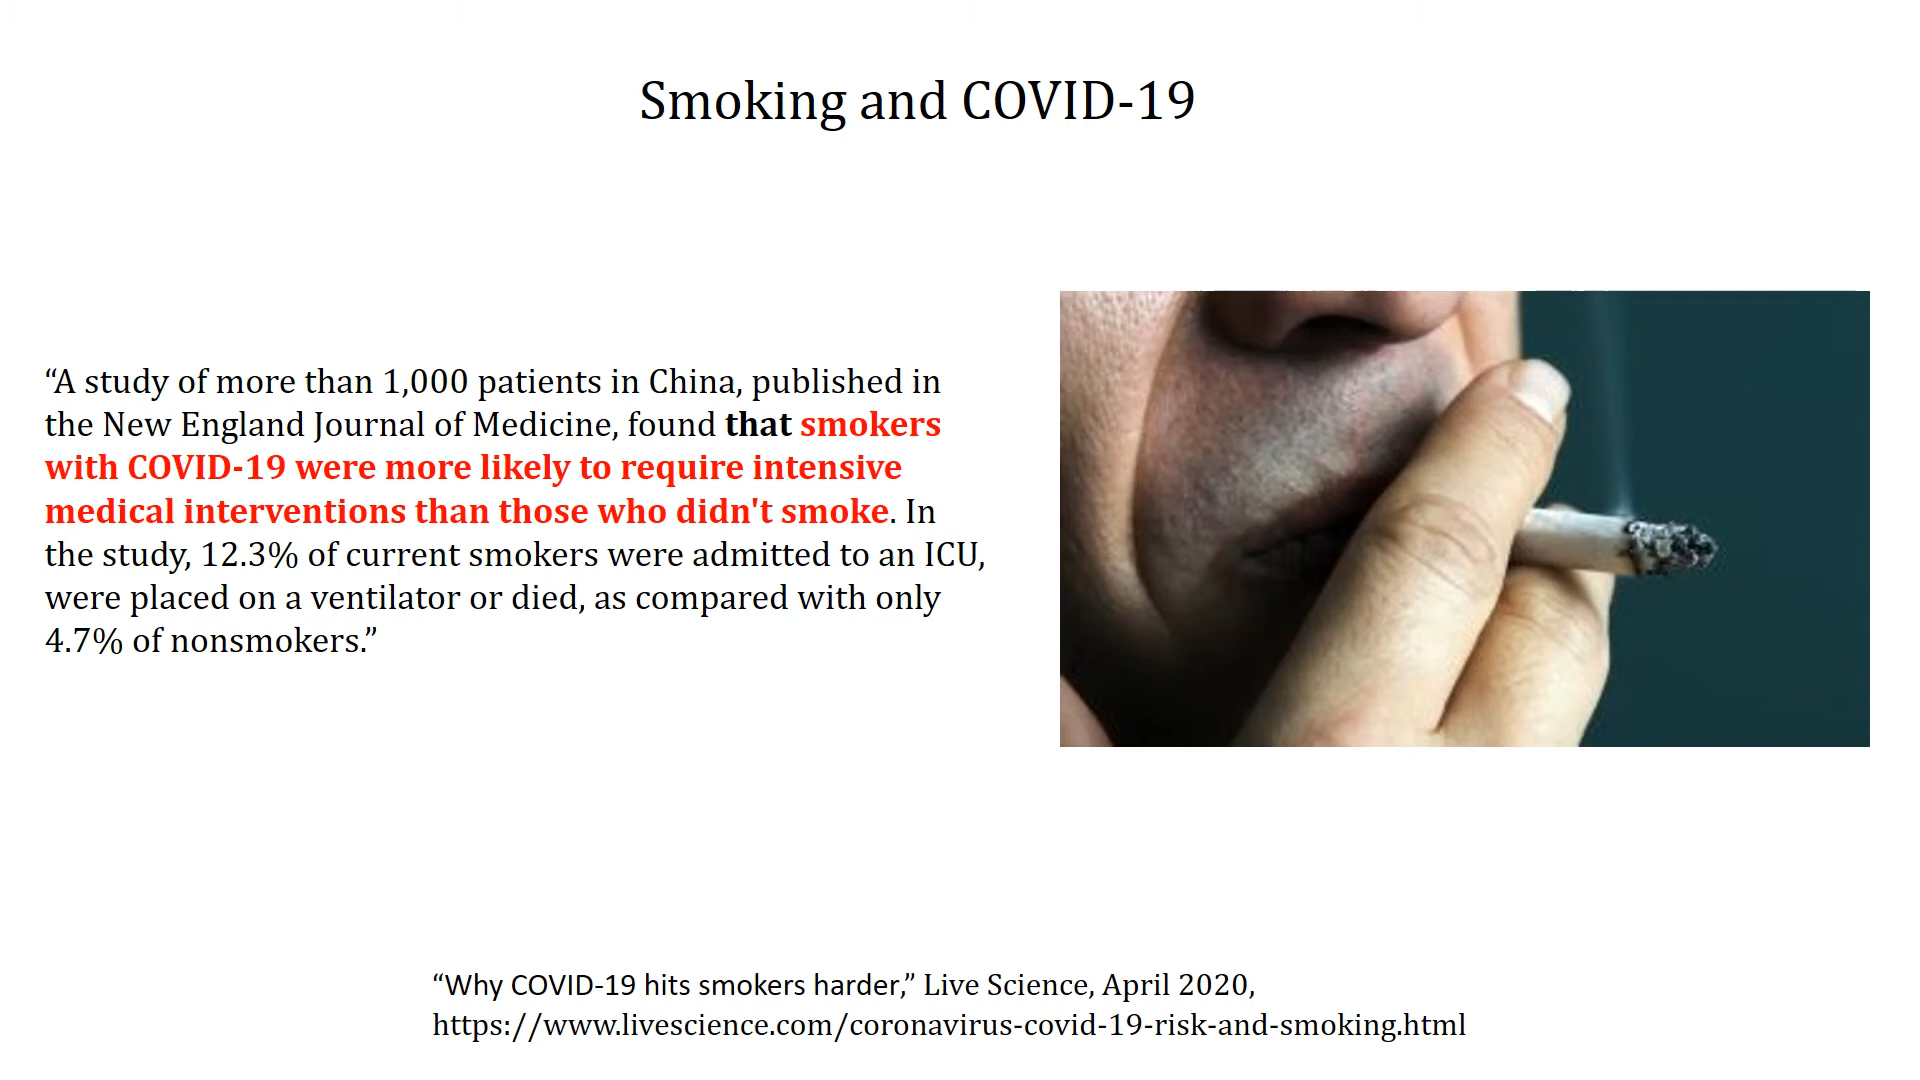 Smoking and COVID-19
“A study of more than 1,000 patients in China, published in
the New England Journal of Medicine, found that smokers
with COVID-19 were more likely to require intensive
medical interventions than those who didn't smoke. In
the study, 12.3% of current smokers were admitted to an ICU,
were placed on a ventilator or died, as compared with only
4.7% of nonsmokers.”
“Why COVID-19 hits smokers harder,” Live Science, April 2020,
https://www.livescience.com/coronavirus-covid-19-risk-and-smoking.html